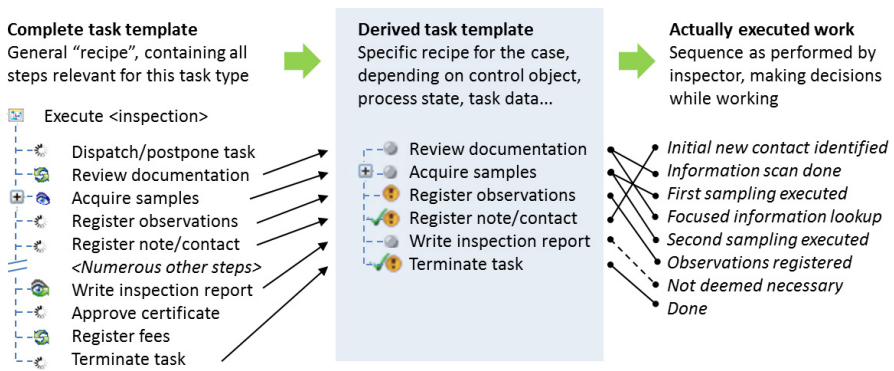 Complete task template
General “recipe”, containing all
steps relevant for this task type
Execute <inspection>
Dispatch/postpone task
Review documentation
Acquire samples
Register observations
Register note/contact
<Numerous other steps>
Write inspection report
Approve certificate
Register fees
Terminate task
Derived task template
Specific recipe for the case,
depending on control object,
process state, task data...
Review documentation
Acquire samples
Register observations
Register note/contact
Write inspection report
Terminate task
Actually executed work
Sequence as performed by
inspector, making decisions
while working
Initial new contact identified
Information scan done
First sampling executed
Focused information lookup
Second sampling executed
Observations registered
Not deemed necessary
Done